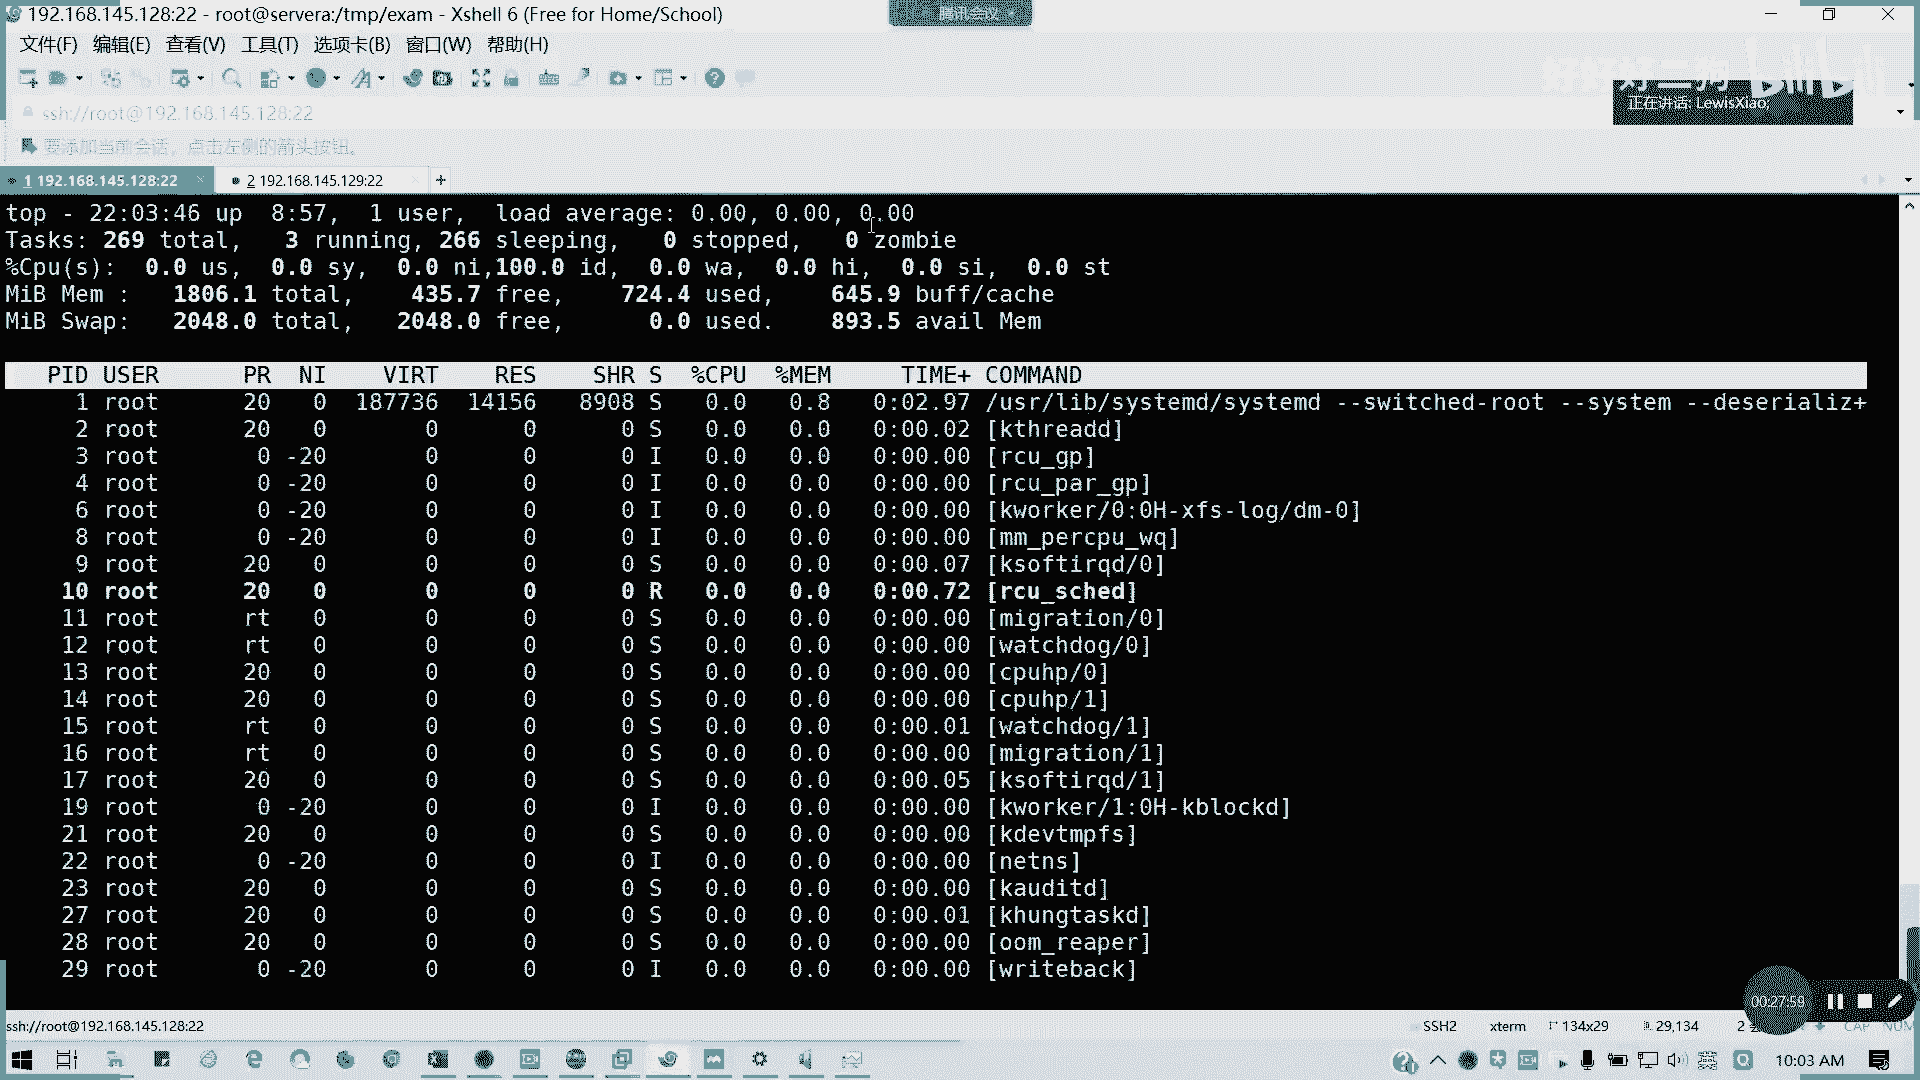 192.168.145.128:22 - root@servera:/tmp/exam - Xshell 6 (Free for Home/School)
腾讯会议
文件(F) 编辑(E) 查看(V) 工具(T) 选项卡(B) 窗口(W) 帮助(H)
bilibili
正在讲话: LewisXiao;
ssh://root@192.168.145.128:22
要添加当前会话，点击左侧的箭头按钮。
1 192.168.145.128:22 2 192.168.145.129:22 +
top - 22:03:46 up  8:57,  1 user,  load average: 0.00, 0.00, 0.00
Tasks: 269 total,   3 running, 266 sleeping,   0 stopped,   0 zombie
%Cpu(s):  0.0 us,  0.0 sy,  0.0 ni,100.0 id,  0.0 wa,  0.0 hi,  0.0 si,  0.0 st
MiB Mem :   1806.1 total,    435.7 free,    724.4 used,    645.9 buff/cache
MiB Swap:   2048.0 total,   2048.0 free,      0.0 used.    893.5 avail Mem
PID USER      PR  NI    VIRT    RES    SHR S  %CPU  %MEM     TIME+ COMMAND
1 root      20   0  187736  14156   8908 S   0.0   0.8   0:02.97 /usr/lib/systemd/systemd --switched-root --system --deserializ+
2 root      20   0       0      0      0 S   0.0   0.0   0:00.02 [kthreadd]
3 root       0 -20       0      0      0 I   0.0   0.0   0:00.00 [rcu_gp]
4 root       0 -20       0      0      0 I   0.0   0.0   0:00.00 [rcu_par_gp]
6 root       0 -20       0      0      0 I   0.0   0.0   0:00.00 [kworker/0:0H-xfs-log/dm-0]
8 root       0 -20       0      0      0 I   0.0   0.0   0:00.00 [mm_percpu_wq]
9 root      20   0       0      0      0 S   0.0   0.0   0:00.07 [ksoftirqd/0]
10 root      20   0       0      0      0 R   0.0   0.0   0:00.72 [rcu_sched]
11 root      rt   0       0      0      0 S   0.0   0.0   0:00.00 [migration/0]
12 root      rt   0       0      0      0 S   0.0   0.0   0:00.00 [watchdog/0]
13 root      20   0       0      0      0 S   0.0   0.0   0:00.00 [cpuhp/0]
14 root      20   0       0      0      0 S   0.0   0.0   0:00.00 [cpuhp/1]
15 root      rt   0       0      0      0 S   0.0   0.0   0:00.01 [watchdog/1]
16 root      rt   0       0      0      0 S   0.0   0.0   0:00.00 [migration/1]
17 root      20   0       0      0      0 S   0.0   0.0   0:00.05 [ksoftirqd/1]
19 root       0 -20       0      0      0 I   0.0   0.0   0:00.00 [kworker/1:0H-kblockd]
21 root      20   0       0      0      0 S   0.0   0.0   0:00.00 [kdevtmpfs]
22 root       0 -20       0      0      0 I   0.0   0.0   0:00.00 [netns]
23 root      20   0       0      0      0 S   0.0   0.0   0:00.00 [kauditd]
27 root      20   0       0      0      0 S   0.0   0.0   0:00.01 [khungtaskd]
28 root      20   0       0      0      0 S   0.0   0.0   0:00.00 [oom_reaper]
29 root       0 -20       0      0      0 I   0.0   0.0   0:00.00 [writeback]
00:27:59
ssh://root@192.168.145.128:22 SSH2 xterm 134x29 29,134 2 CAP NUM
英 10:03 AM